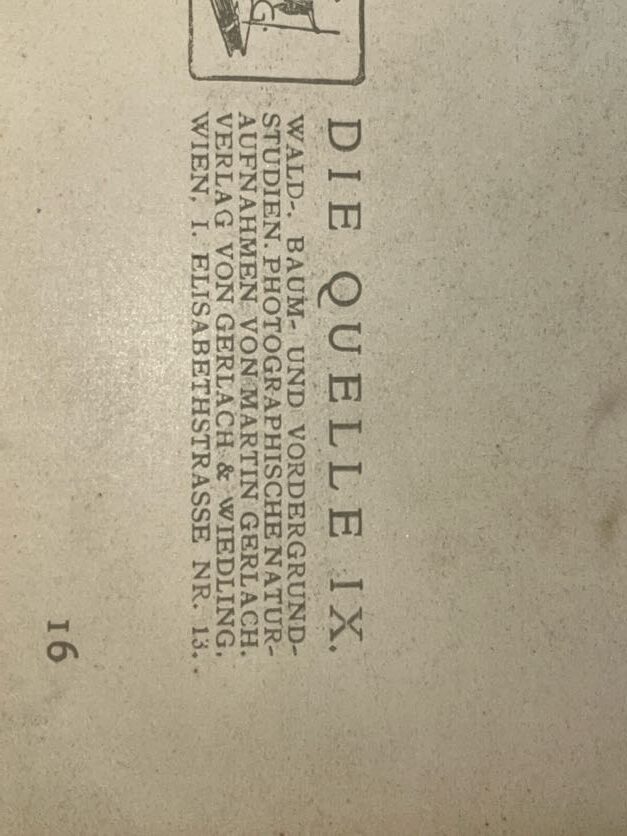 DIE QUELLE IX.
WALD-, BAUM- UND VORDERGRUND-
STUDIEN. PHOTOGRAPHISCHE NATUR-
AUFNAHMEN VON MARTIN GERLACH.
VERLAG VON GERLACH & WIEDLING,
WIEN, I. ELISABETHSTRASSE NR. 13. .
16